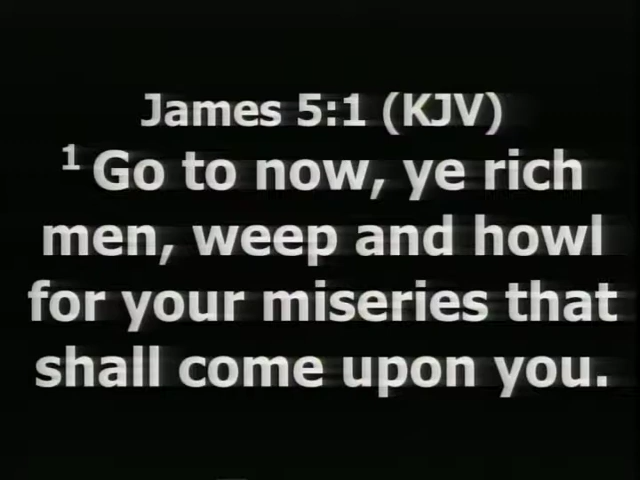 James 5:1 (KJV)
1 Go to now, ye rich
men, weep and howl
for your miseries that
shall come upon you.